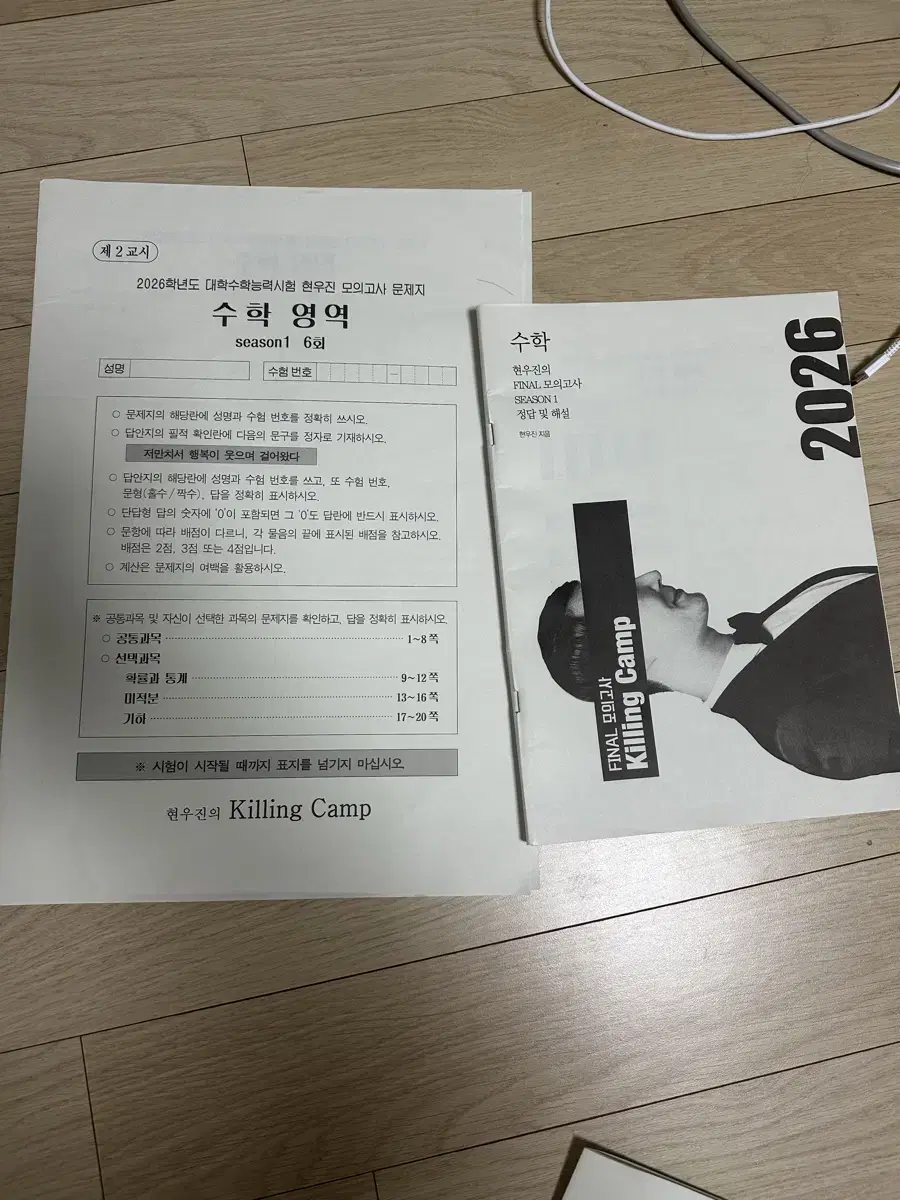 제 2 교시
2026학년도 대학수학능력시험 현우진 모의고사 문제지
수학 영역
season1 6회
성명
수험 번호
–
○ 문제지의 해당란에 성명과 수험 번호를 정확히 쓰시오.
○ 답안지의 필적 확인란에 다음의 문구를 정자로 기재하시오.
저만치서 행복이 웃으며 걸어왔다
○ 답안지의 해당란에 성명과 수험 번호를 쓰고, 또 수험 번호,
문형(홀수/짝수), 답을 정확히 표시하시오.
○ 단답형 답의 숫자에 '0'이 포함되면 그 '0'도 답란에 반드시 표시하시오.
○ 문항에 따라 배점이 다르니, 각 물음의 끝에 표시된 배점을 참고하시오.
배점은 2점, 3점 또는 4점입니다.
○ 계산은 문제지의 여백을 활용하시오.
※ 공통과목 및 자신이 선택한 과목의 문제지를 확인하고, 답을 정확히 표시하시오.
○ 공통과목 1~8쪽
○ 선택과목
확률과 통계 9~12쪽
미적분 13~16쪽
기하 17~20쪽
※ 시험이 시작될 때까지 표지를 넘기지 마십시오.
현우진의 Killing Camp
수학
현우진의
FINAL 모의고사
SEASON 1
정답 및 해설
현우진 지음
2026
FINAL 모의고사
Killing Camp